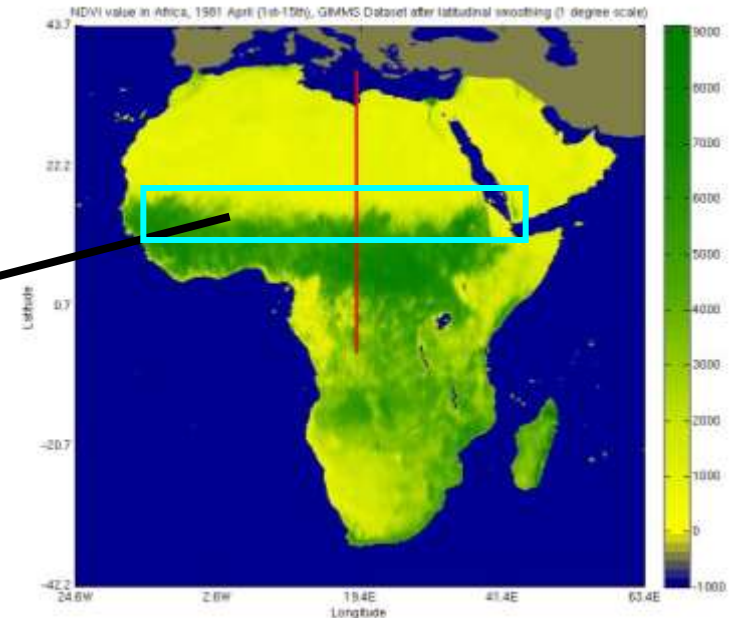 NDVI value in Africa, 1981 April (1st-15th), GIMMS Dataset after latitudinal smoothing (1 degree scale)
43.7
22.2
0.7
-20.7
-42.2
Latitude
24.6W
2.6W
19.4E
41.4E
63.4E
Longitude
9000
8000
7000
6000
5000
4000
3000
2000
1000
0
-1000